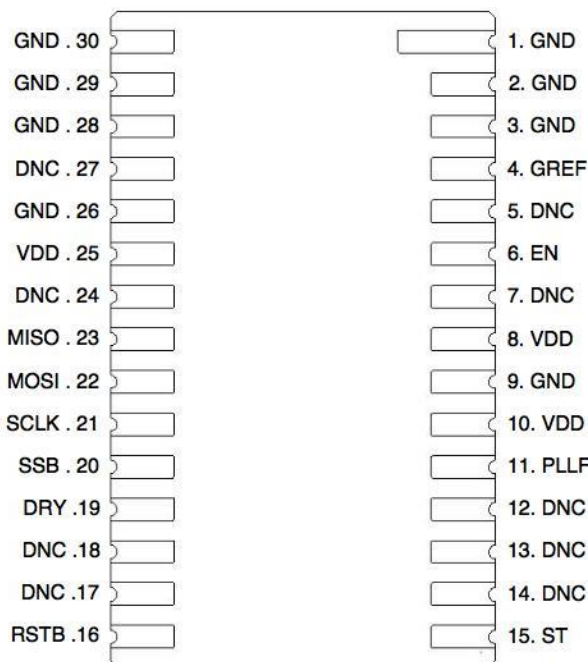 GND . 30 1. GND
GND . 29 2. GND
GND . 28 3. GND
DNC . 27 4. GREF
GND . 26 5. DNC
VDD . 25 6. EN
DNC . 24 7. DNC
MISO . 23 8. VDD
MOSI . 22 9. GND
SCLK . 21 10. VDD
SSB . 20 11. PLLF
DRY .19 12. DNC
DNC .18 13. DNC
DNC .17 14. DNC
RSTB .16 15. ST